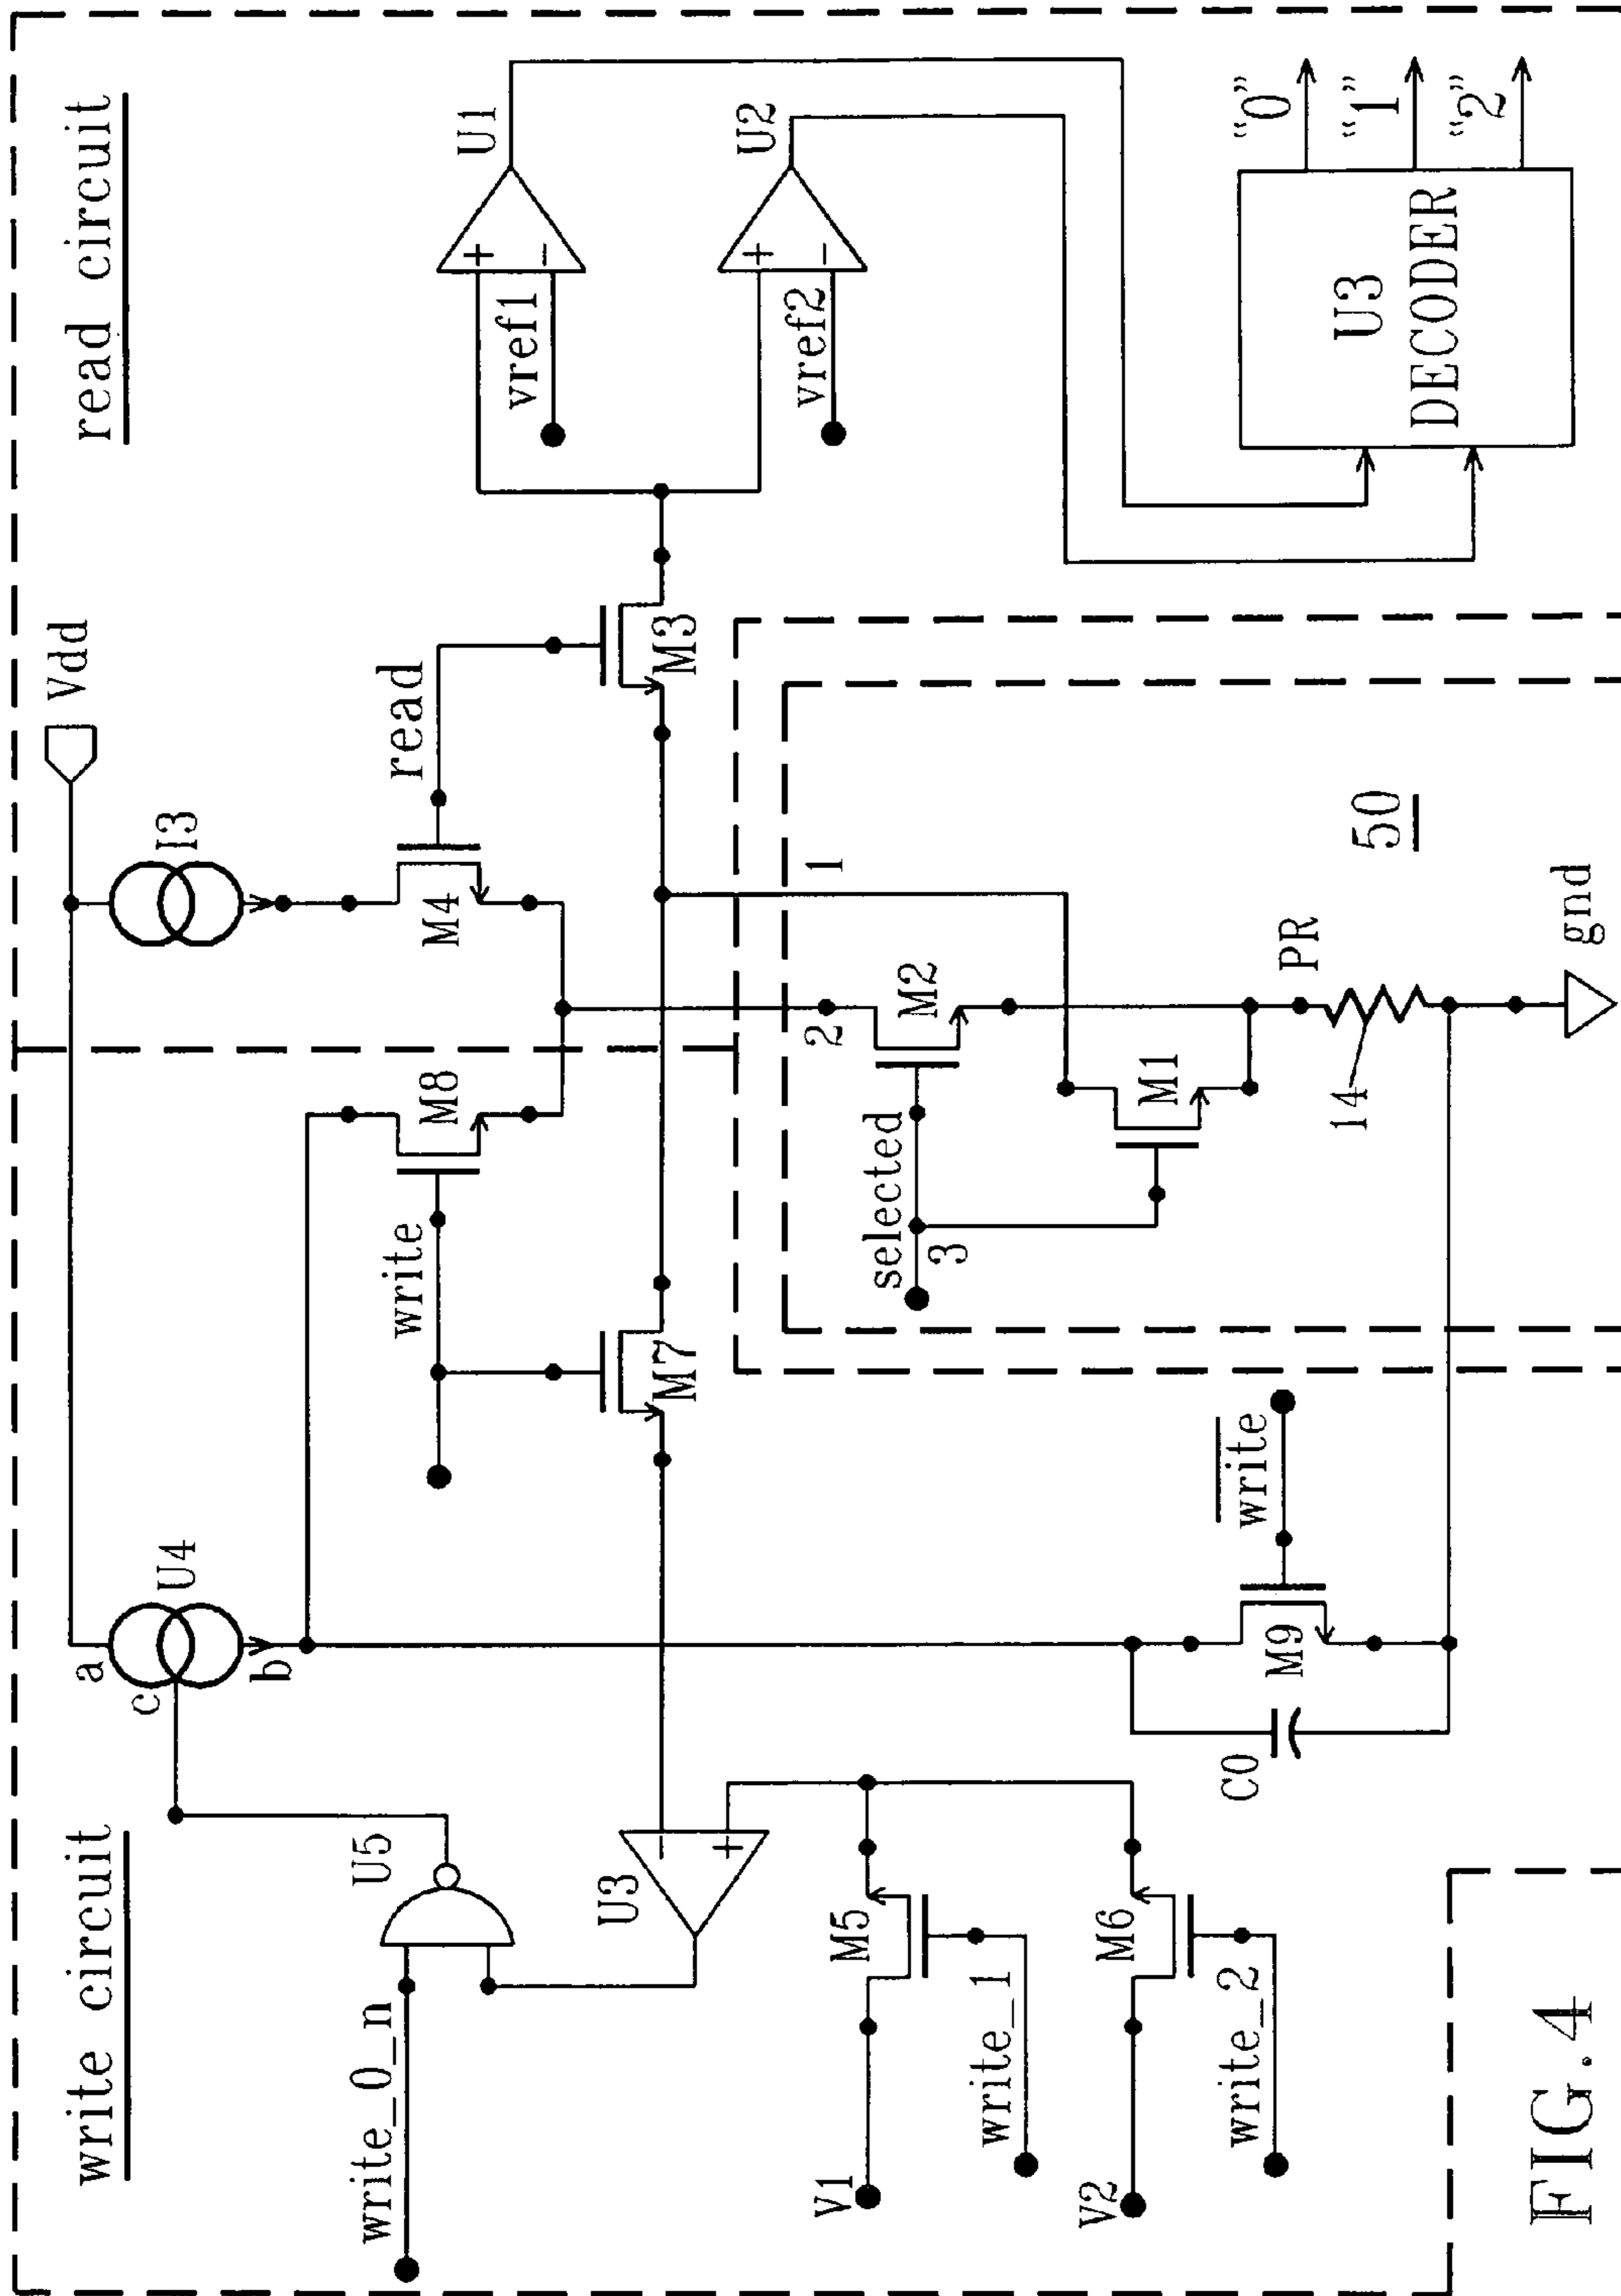 write circuit
read circuit
Vdd
a
c
U4
b
I3
U5
write_0_n
write
M8
M4
read
U1
+
−
vref1
U2
+
−
vref2
U3
−
+
M7
M3
V1
M5
write_1
V2
M6
write_2
C0
M9
write
selected
3
2
M2
1
M1
14
PR
50
gnd
U3
DECODER
"0"
"1"
"2"
FIG.4